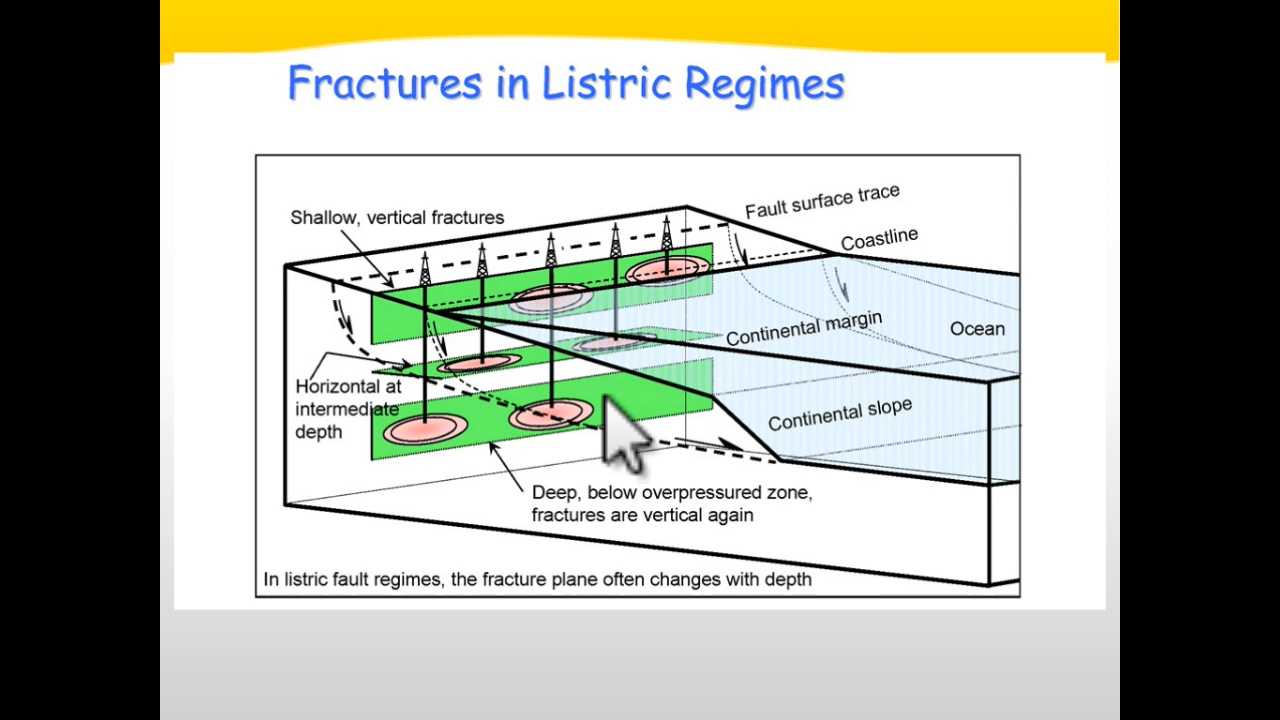 Fractures in Listric Regimes
Shallow, vertical fractures
Fault surface trace
Coastline
Continental margin
Ocean
Horizontal at
intermediate
depth
Continental slope
Deep, below overpressured zone,
fractures are vertical again
In listric fault regimes, the fracture plane often changes with depth